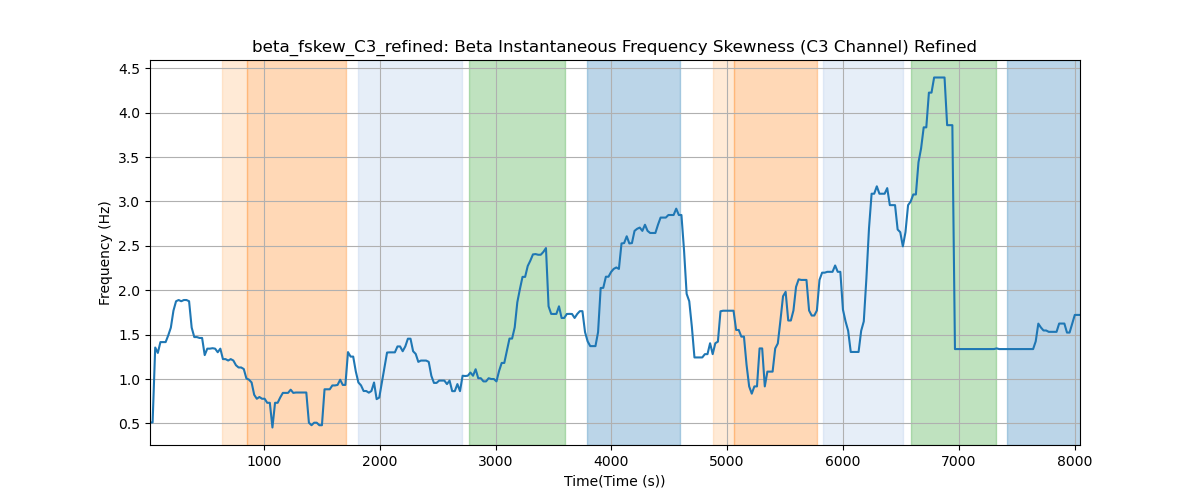 beta_fskew_C3_refined: Beta Instantaneous Frequency Skewness (C3 Channel) Refined
4.5
4.0
3.5
3.0
2.5
2.0
1.5
1.0
0.5
Frequency (Hz)
1000 2000 3000 4000 5000 6000 7000 8000
Time(Time (s))